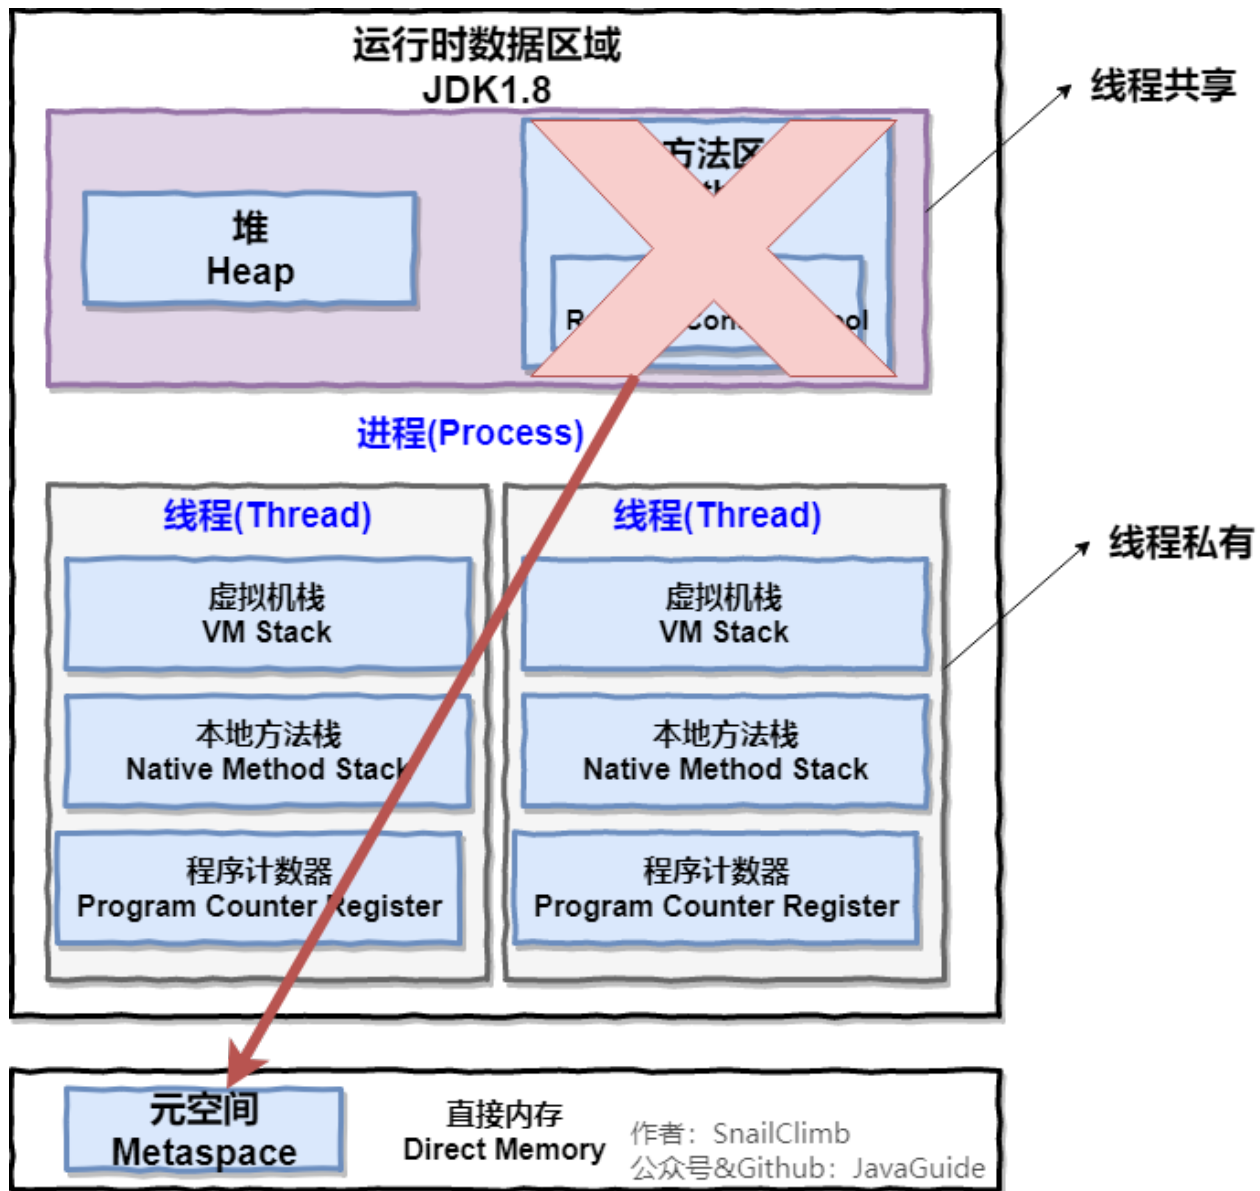 运行时数据区域
JDK1.8
线程共享
方法区
堆
Heap
进程(Process)
线程(Thread)
虚拟机栈
VM Stack
本地方法栈
Native Method Stack
程序计数器
Program Counter Register
线程(Thread)
虚拟机栈
VM Stack
本地方法栈
Native Method Stack
程序计数器
Program Counter Register
线程私有
元空间
Metaspace
直接内存
Direct Memory
作者：SnailClimb
公众号&Github：JavaGuide